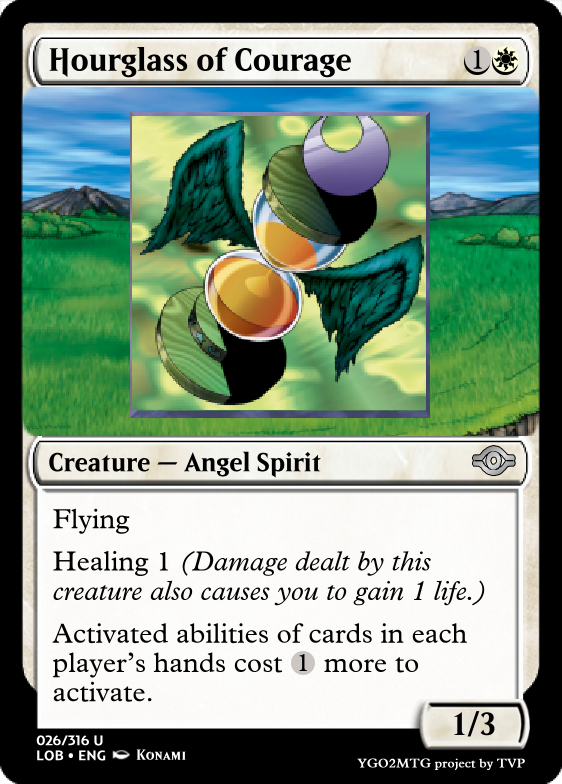 Hourglass of Courage 1
Creature — Angel Spirit
Flying
Healing 1 (Damage dealt by this
creature also causes you to gain 1 life.)
Activated abilities of cards in each
player's hands cost 1 more to
activate.
1/3
026/316 U
LOB • ENG KONAMI
YGO2MTG project by TVP